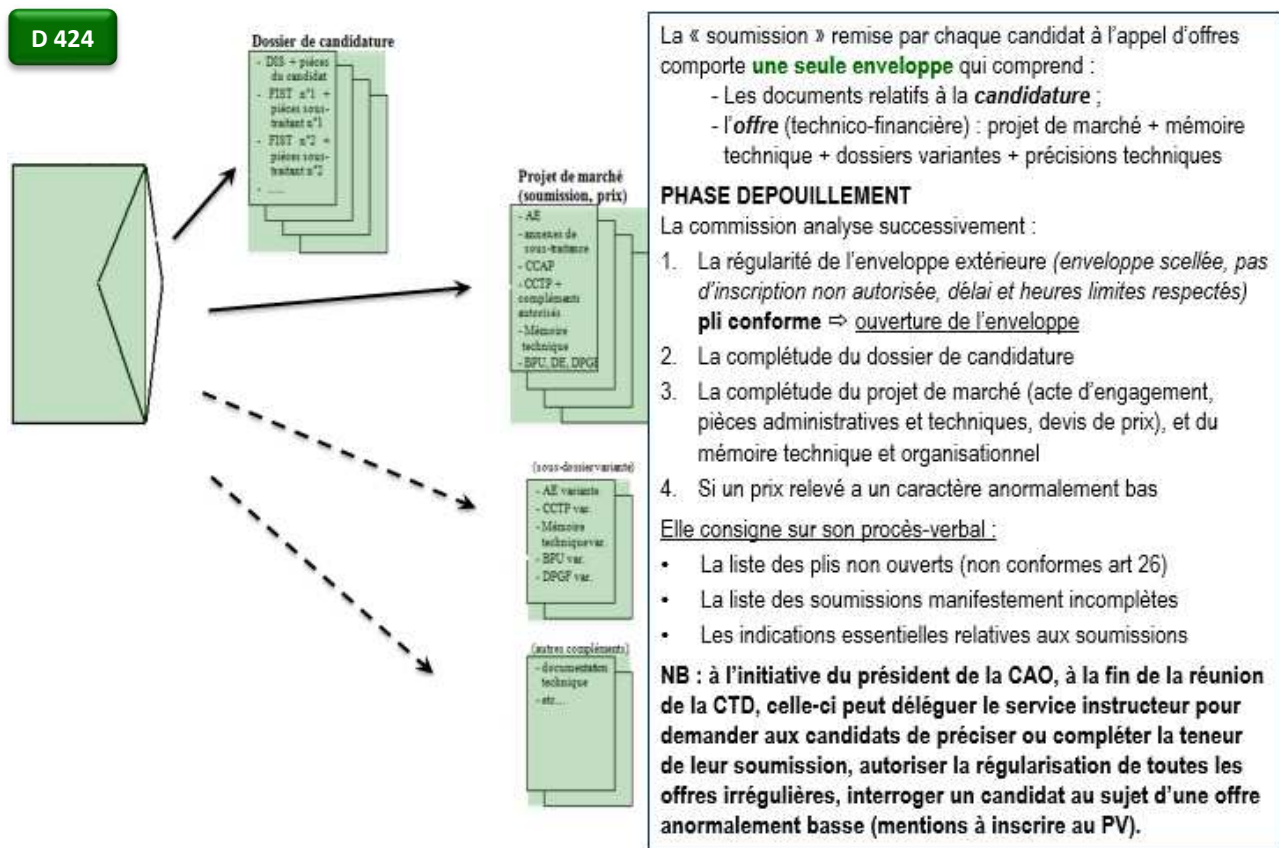 D 424
Dossier de candidature
- DIS + pièces
du candidat
- FIST n°1 +
pièces sous-
traitant n°1
- FIST n°2 +
pièces sous-
traitant n°2
- ......
Projet de marché
(soumission, prix)
- AE
- annexes de
sous-traitance
- CCAP
- CCTP +
compléments
autorisés
- Mémoire
technique
- BPU, DE, DPGF
(sous-dossier variante)
- AE variante
- CCTP var.
- Mémoire
technique var.
- BPU var.
- DPGF var.
(autres compléments)
- documentation
technique
- etc...
La « soumission » remise par chaque candidat à l'appel d'offres
comporte une seule enveloppe qui comprend :
- Les documents relatifs à la candidature ;
- l'offre (technico-financière) : projet de marché + mémoire
technique + dossiers variantes + précisions techniques
PHASE DEPOUILLEMENT
La commission analyse successivement :
1. La régularité de l'enveloppe extérieure (enveloppe scellée, pas
d'inscription non autorisée, délai et heures limites respectés)
pli conforme ⇨ ouverture de l'enveloppe
2. La complétude du dossier de candidature
3. La complétude du projet de marché (acte d'engagement,
pièces administratives et techniques, devis de prix), et du
mémoire technique et organisationnel
4. Si un prix relevé a un caractère anormalement bas
Elle consigne sur son procès-verbal :
• La liste des plis non ouverts (non conformes art 26)
• La liste des soumissions manifestement incomplètes
• Les indications essentielles relatives aux soumissions
NB : à l'initiative du président de la CAO, à la fin de la réunion
de la CTD, celle-ci peut déléguer le service instructeur pour
demander aux candidats de préciser ou compléter la teneur
de leur soumission, autoriser la régularisation de toutes les
offres irrégulières, interroger un candidat au sujet d'une offre
anormalement basse (mentions à inscrire au PV).